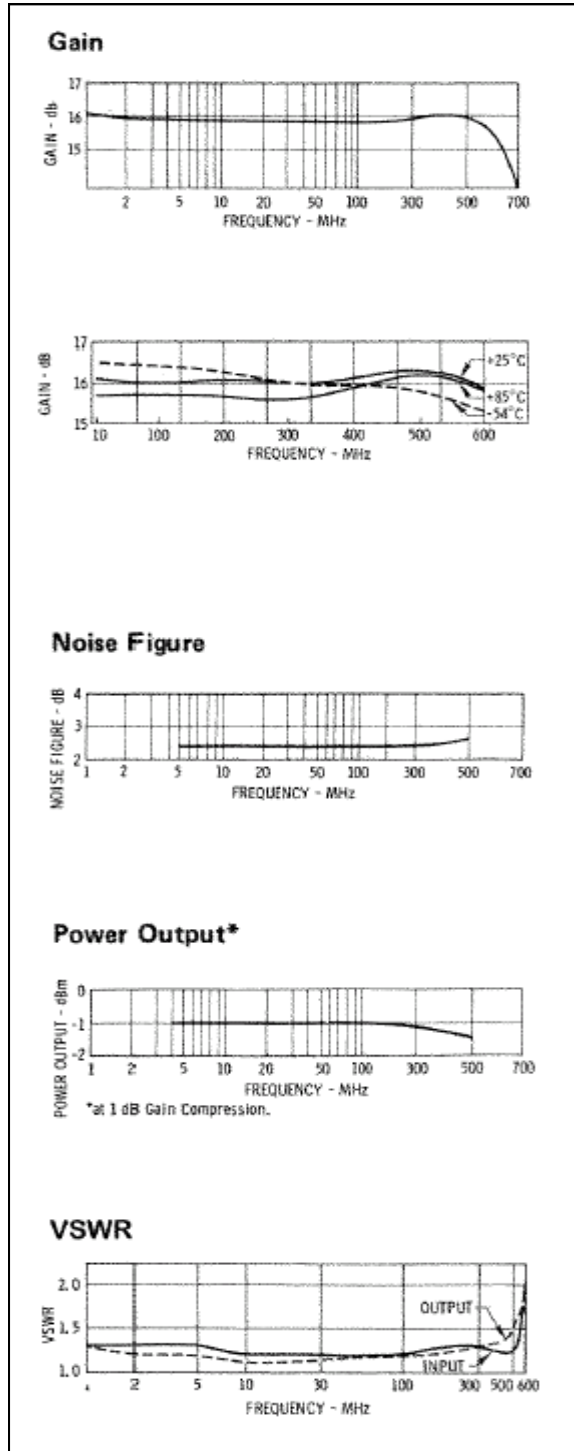 Gain
17
16
15
GAIN - db
2 5 10 20 50 100 300 500 700
FREQUENCY - MHz
17
16
15
GAIN - dB
+25°C
+85°C
-54°C
10 100 200 300 400 500 600
FREQUENCY - MHz
Noise Figure
4
3
2
NOISE FIGURE - dB
1 2 5 10 20 50 100 300 500 700
FREQUENCY - MHz
Power Output*
0
-1
-2
POWER OUTPUT - dBm
1 2 5 10 20 50 100 300 500 700
FREQUENCY - MHz
*at 1 dB Gain Compression.
VSWR
2.0
1.5
1.0
VSWR
OUTPUT
INPUT
1 2 5 10 30 100 300 500 600
FREQUENCY - MHz